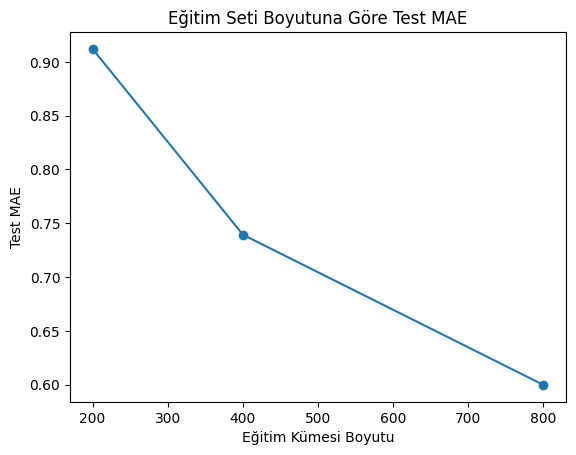 Eğitim Seti Boyutuna Göre Test MAE
0.90
0.85
0.80
0.75
0.70
0.65
0.60
Test MAE
200 300 400 500 600 700 800
Eğitim Kümesi Boyutu